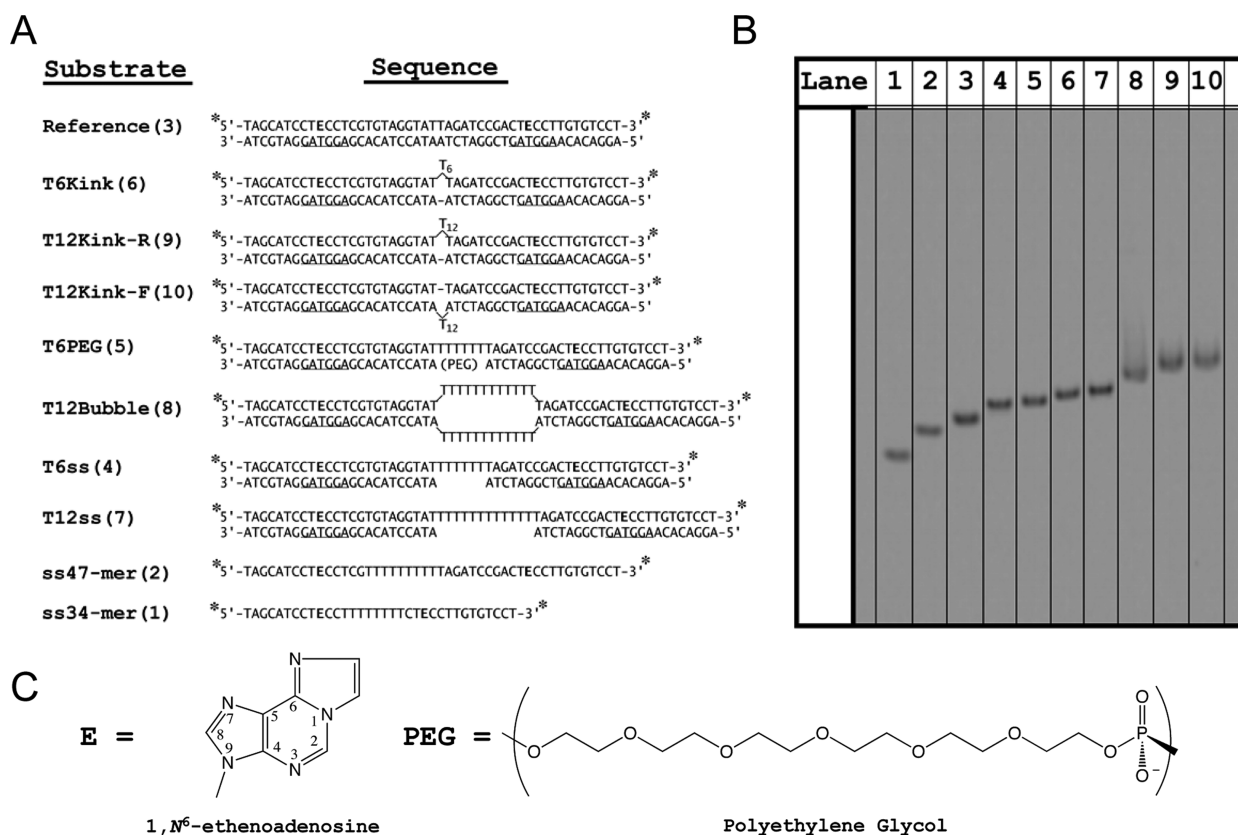 A
Substrate Sequence
Reference(3) *5'-TAGCATCCTECCTCGTGTAGGTATTAGATCCGACTECCTTGTGTCCT-3'*
3'-ATCGTAGGATGGAGCACATCCATAATCTAGGCTGATGGAACACAGGA-5'
T6
T6Kink(6) *5'-TAGCATCCTECCTCGTGTAGGTAT TAGATCCGACTECCTTGTGTCCT-3'*
3'-ATCGTAGGATGGAGCACATCCATA-ATCTAGGCTGATGGAACACAGGA-5'
T12
T12Kink-R(9) *5'-TAGCATCCTECCTCGTGTAGGTAT TAGATCCGACTECCTTGTGTCCT-3'*
3'-ATCGTAGGATGGAGCACATCCATA-ATCTAGGCTGATGGAACACAGGA-5'
T12Kink-F(10) *5'-TAGCATCCTECCTCGTGTAGGTAT-TAGATCCGACTECCTTGTGTCCT-3'*
3'-ATCGTAGGATGGAGCACATCCATA ATCTAGGCTGATGGAACACAGGA-5'
T12
T6PEG(5) *5'-TAGCATCCTECCTCGTGTAGGTATTTTTTTTAGATCCGACTECCTTGTGTCCT-3'*
3'-ATCGTAGGATGGAGCACATCCATA(PEG) ATCTAGGCTGATGGAACACAGGA-5'
TTTTTTTTTTTT
T12Bubble(8) *5'-TAGCATCCTECCTCGTGTAGGTAT TAGATCCGACTECCTTGTGTCCT-3'*
3'-ATCGTAGGATGGAGCACATCCATA ATCTAGGCTGATGGAACACAGGA-5'
TTTTTTTTTTTT
T6ss(4) *5'-TAGCATCCTECCTCGTGTAGGTATTTTTTTTAGATCCGACTECCTTGTGTCCT-3'*
3'-ATCGTAGGATGGAGCACATCCATA ATCTAGGCTGATGGAACACAGGA-5'
T12ss(7) *5'-TAGCATCCTECCTCGTGTAGGTATTTTTTTTTTTTTTAGATCCGACTECCTTGTGTCCT-3'*
3'-ATCGTAGGATGGAGCACATCCATA ATCTAGGCTGATGGAACACAGGA-5'
ss47-mer(2) *5'-TAGCATCCTECCTCGTTTTTTTTTTAGATCCGACTECCTTGTGTCCT-3'*
ss34-mer(1) *5'-TAGCATCCTECCTTTTTTTTCTECCTTGTGTCCT-3'*
B
Lane 1 2 3 4 5 6 7 8 9 10
C
E =
N N N N N
1 2 3 4 5 6 7 8 9
1,N6-ethenoadenosine
PEG =
O O O O O O O P O O−
Polyethylene Glycol